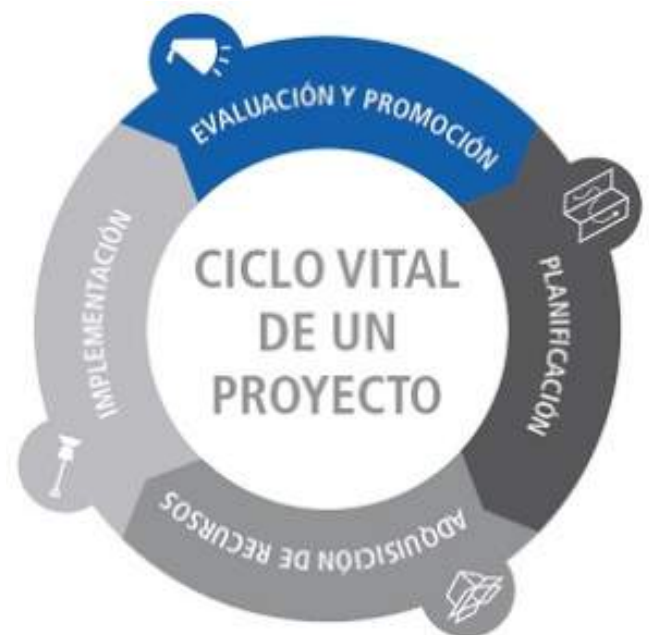 EVALUACIÓN Y PROMOCIÓN
PLANIFICACIÓN
ADQUISICIÓN DE RECURSOS
IMPLEMENTACIÓN
CICLO VITAL
DE UN
PROYECTO